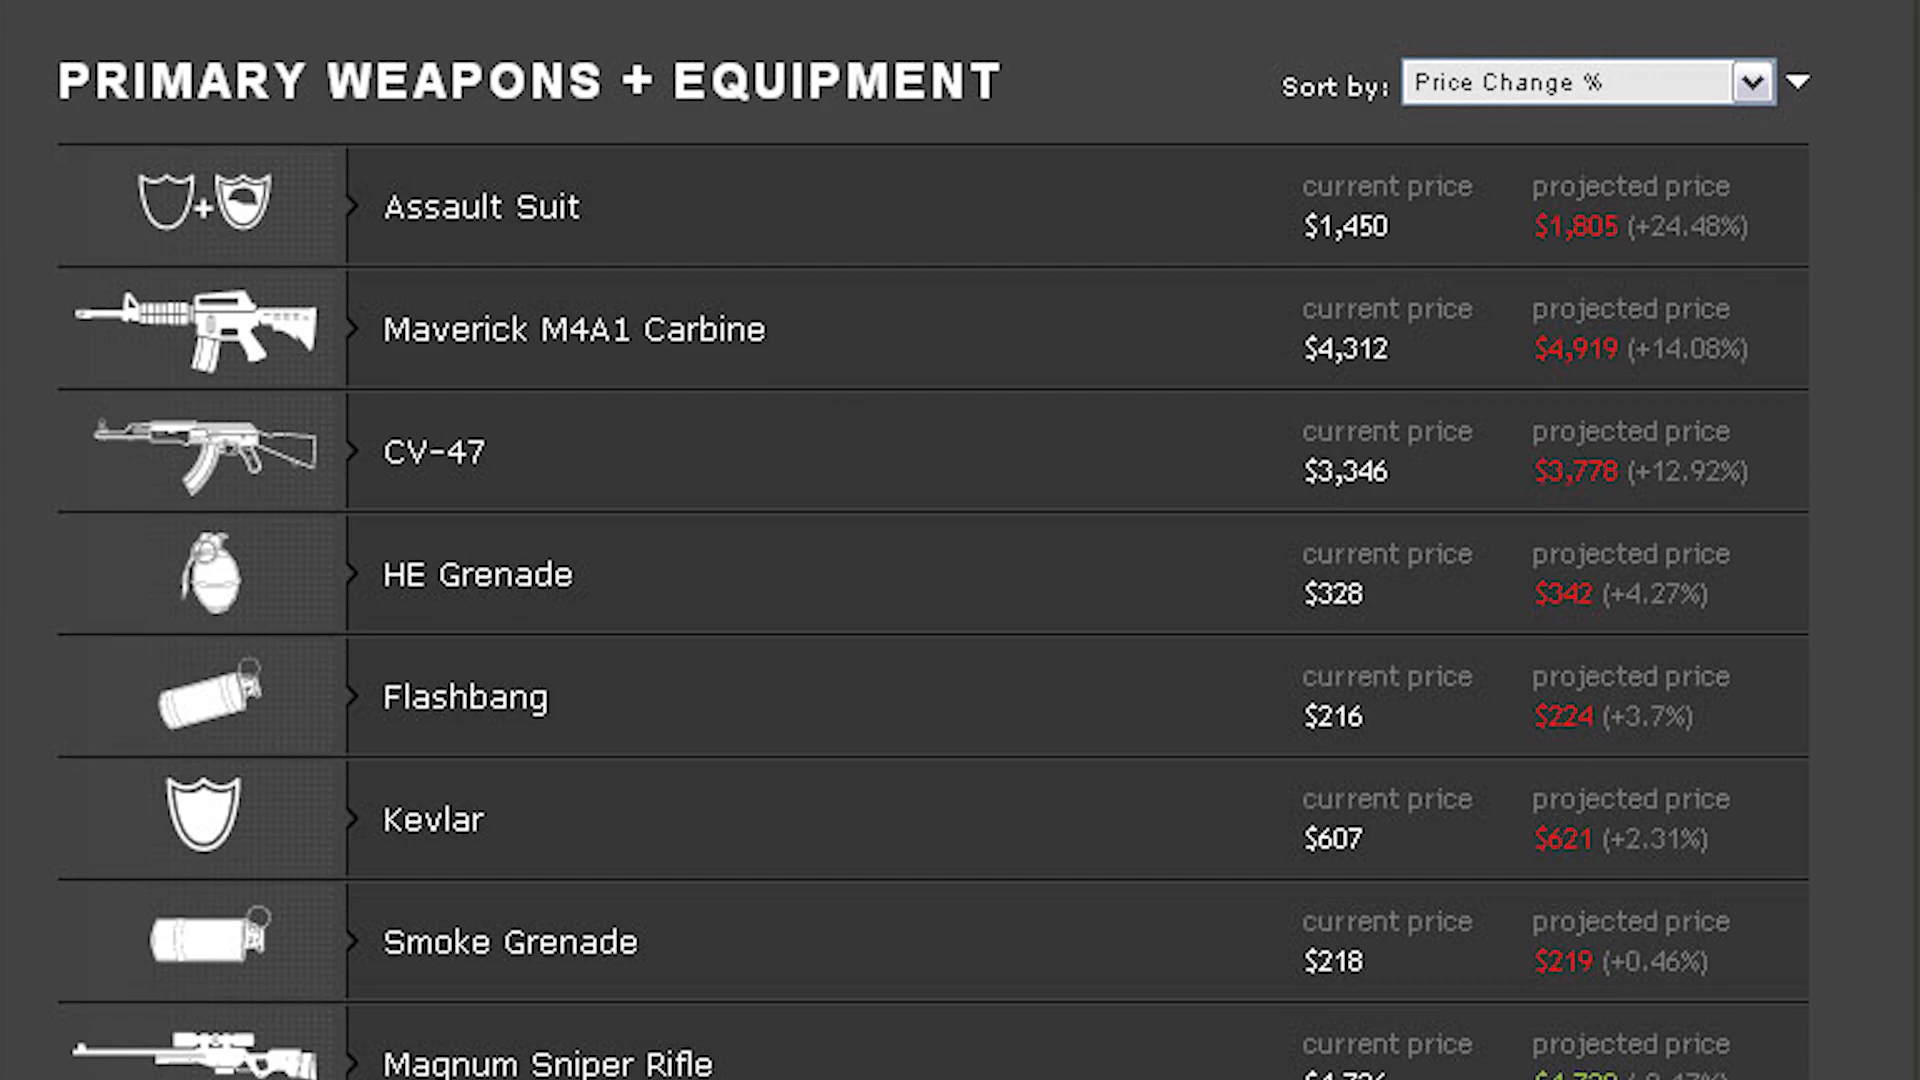 PRIMARY WEAPONS + EQUIPMENT
Sort by: Price Change %
Assault Suit
current price projected price
$1,450 $1,805 (+24.48%)
Maverick M4A1 Carbine
current price projected price
$4,312 $4,919 (+14.08%)
CV-47
current price projected price
$3,346 $3,778 (+12.92%)
HE Grenade
current price projected price
$328 $342 (+4.27%)
Flashbang
current price projected price
$216 $224 (+3.7%)
Kevlar
current price projected price
$607 $621 (+2.31%)
Smoke Grenade
current price projected price
$218 $219 (+0.46%)
Magnum Sniper Rifle
current price projected price